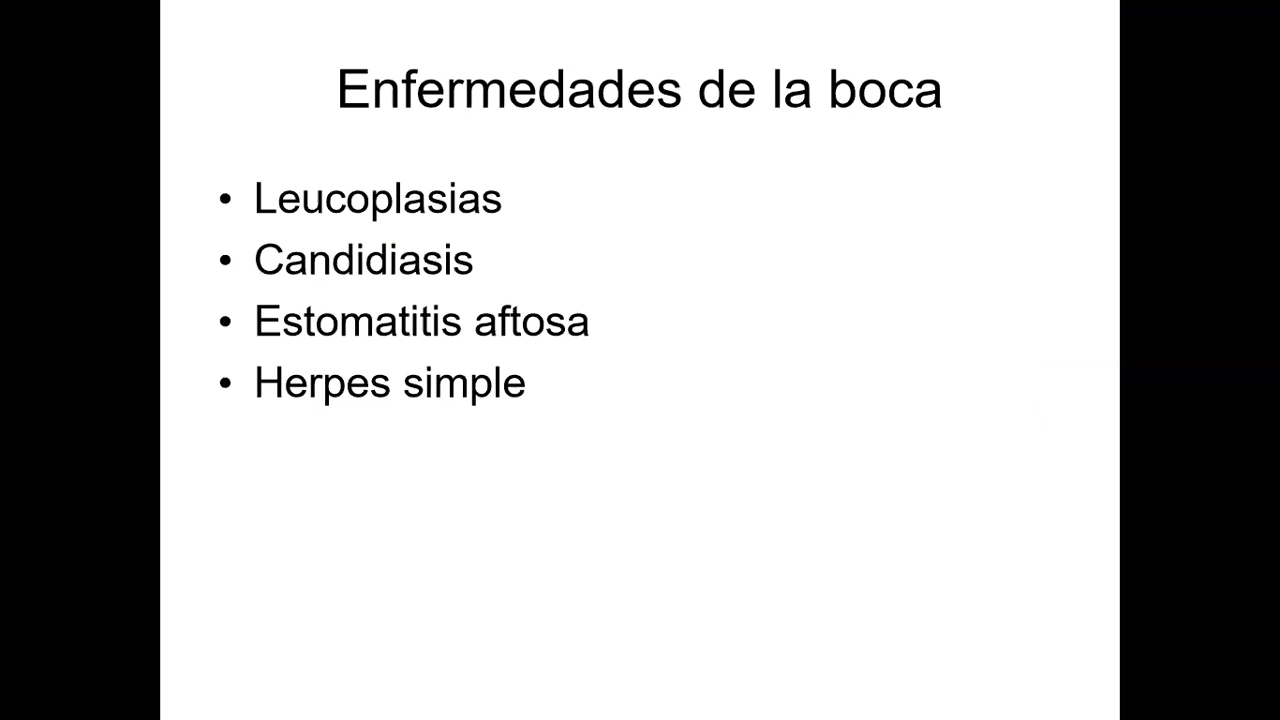 Enfermedades de la boca
• Leucoplasias
• Candidiasis
• Estomatitis aftosa
• Herpes simple